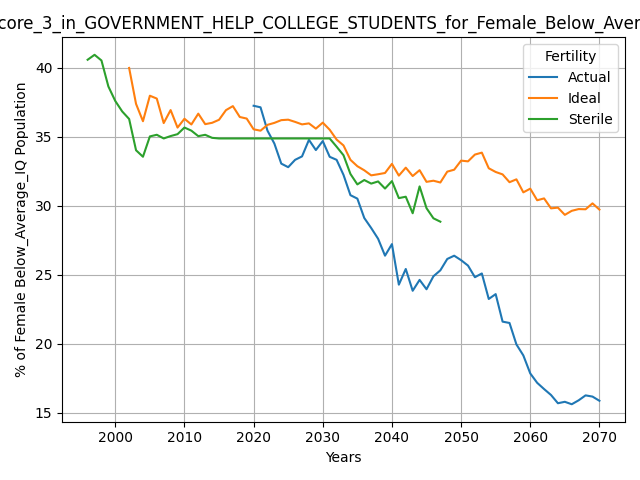 core_3_in_GOVERNMENT_HELP_COLLEGE_STUDENTS_for_Female_Below_Aver
Fertility
Actual
Ideal
Sterile
% of Female Below_Average_IQ Population
40
35
30
25
20
15
2000 2010 2020 2030 2040 2050 2060 2070
Years